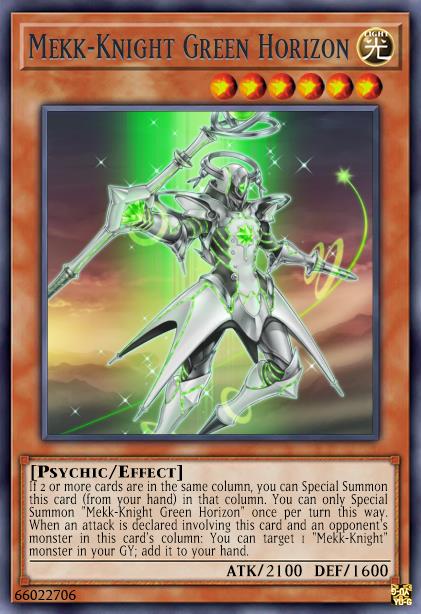 Mekk-Knight Green Horizon
LIGHT
光
[Psychic/Effect]
If 2 or more cards are in the same column, you can Special Summon
this card (from your hand) in that column. You can only Special
Summon "Mekk-Knight Green Horizon" once per turn this way.
When an attack is declared involving this card and an opponent's
monster in this card's column: You can target 1 "Mekk-Knight"
monster in your GY; add it to your hand.
ATK/2100 DEF/1600
66022706